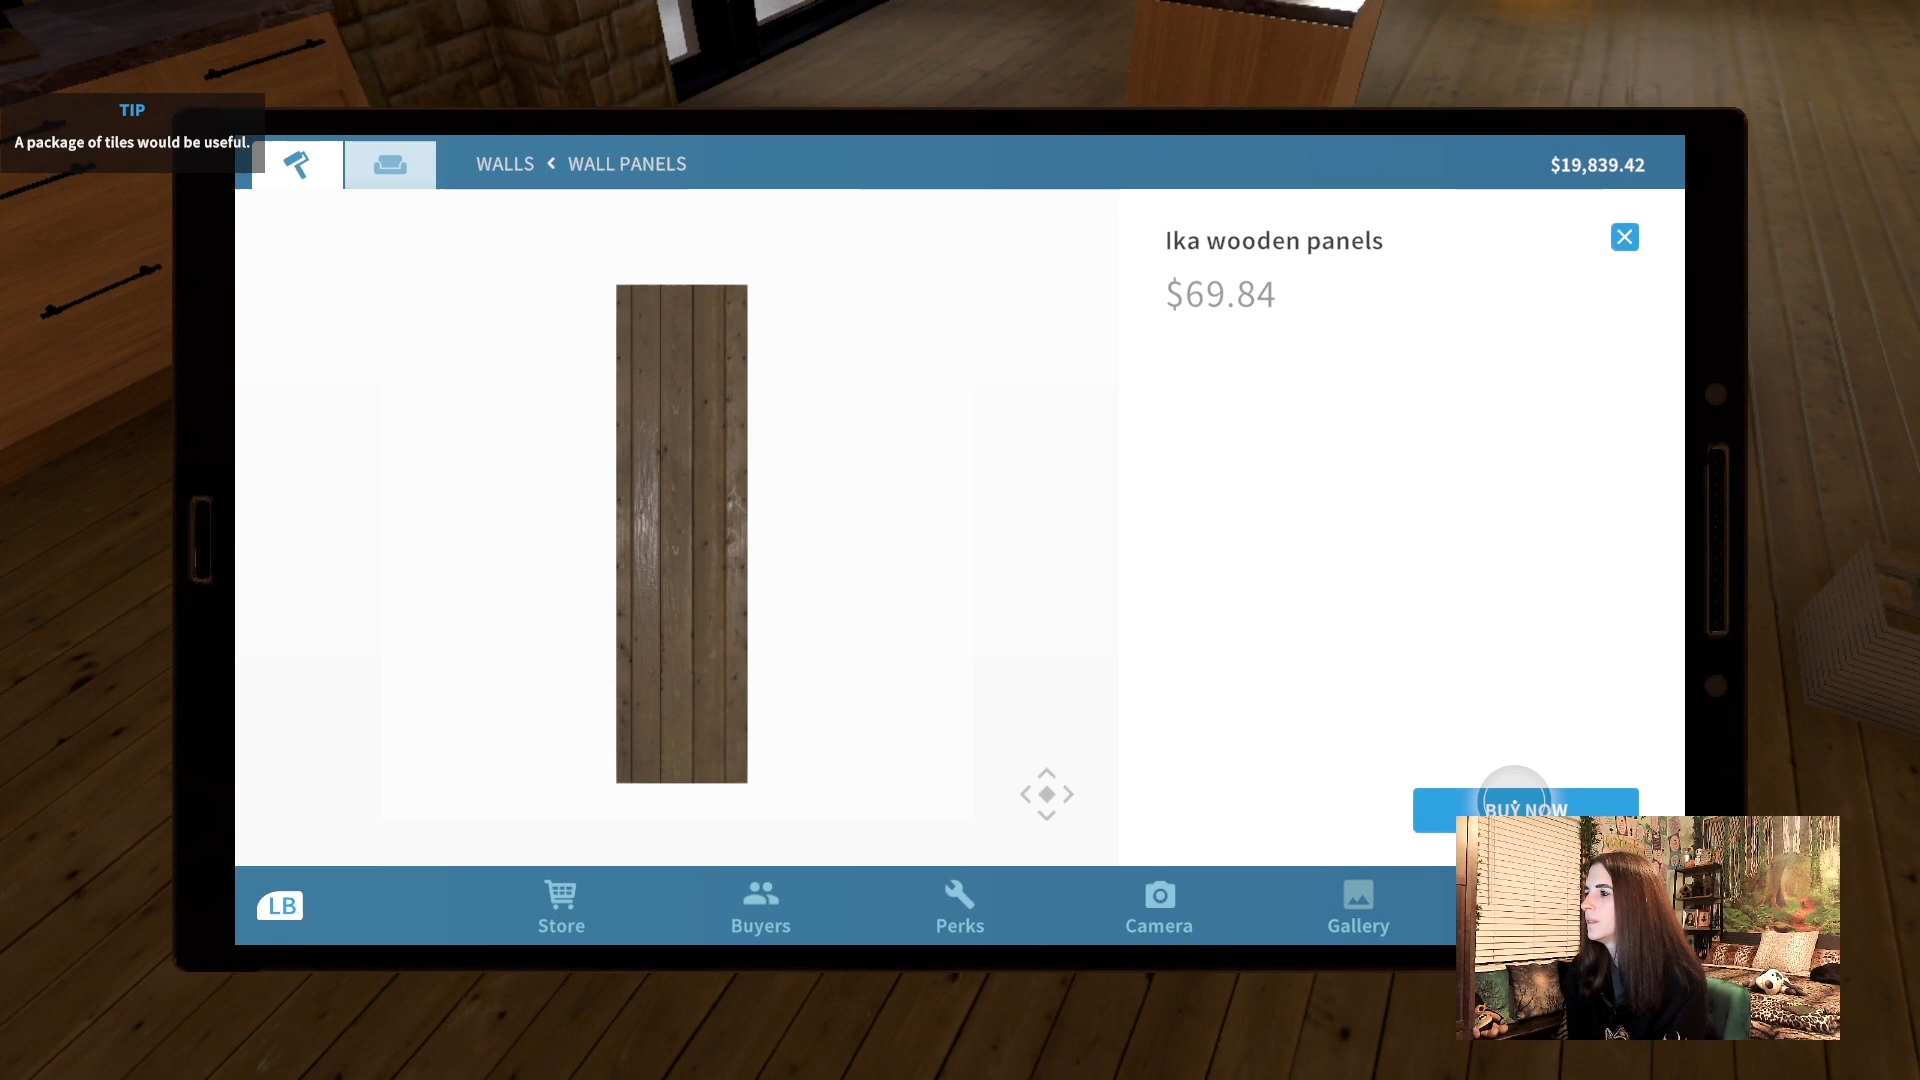 TIP
A package of tiles would be useful.
WALLS < WALL PANELS
$19,839.42
Ika wooden panels
$69.84
BUY NOW
LB
Store
Buyers
Perks
Camera
Gallery